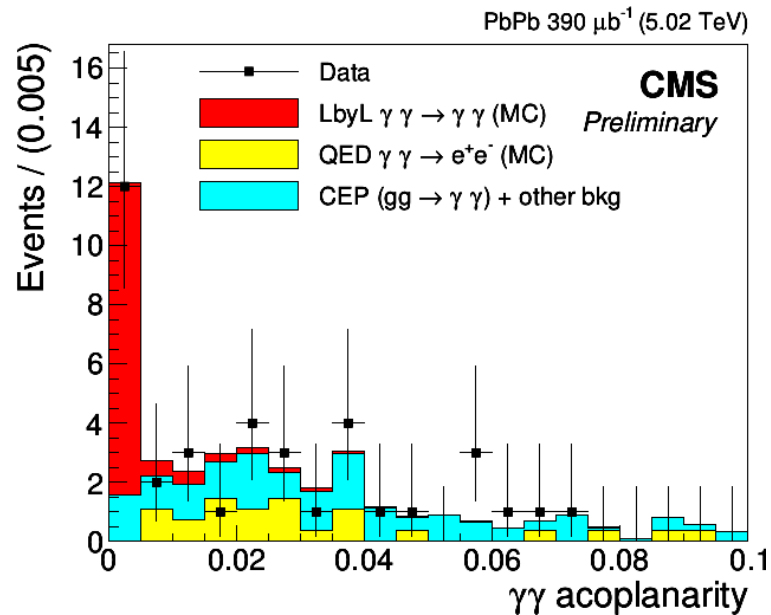 PbPb 390 μb⁻¹ (5.02 TeV)
Events / (0.005)
16
14
12
10
8
6
4
2
0
Data
LbyL γ γ → γ γ (MC)
QED γ γ → e⁺e⁻ (MC)
CEP (gg → γ γ) + other bkg
CMS
Preliminary
0 0.02 0.04 0.06 0.08 0.1
γγ acoplanarity